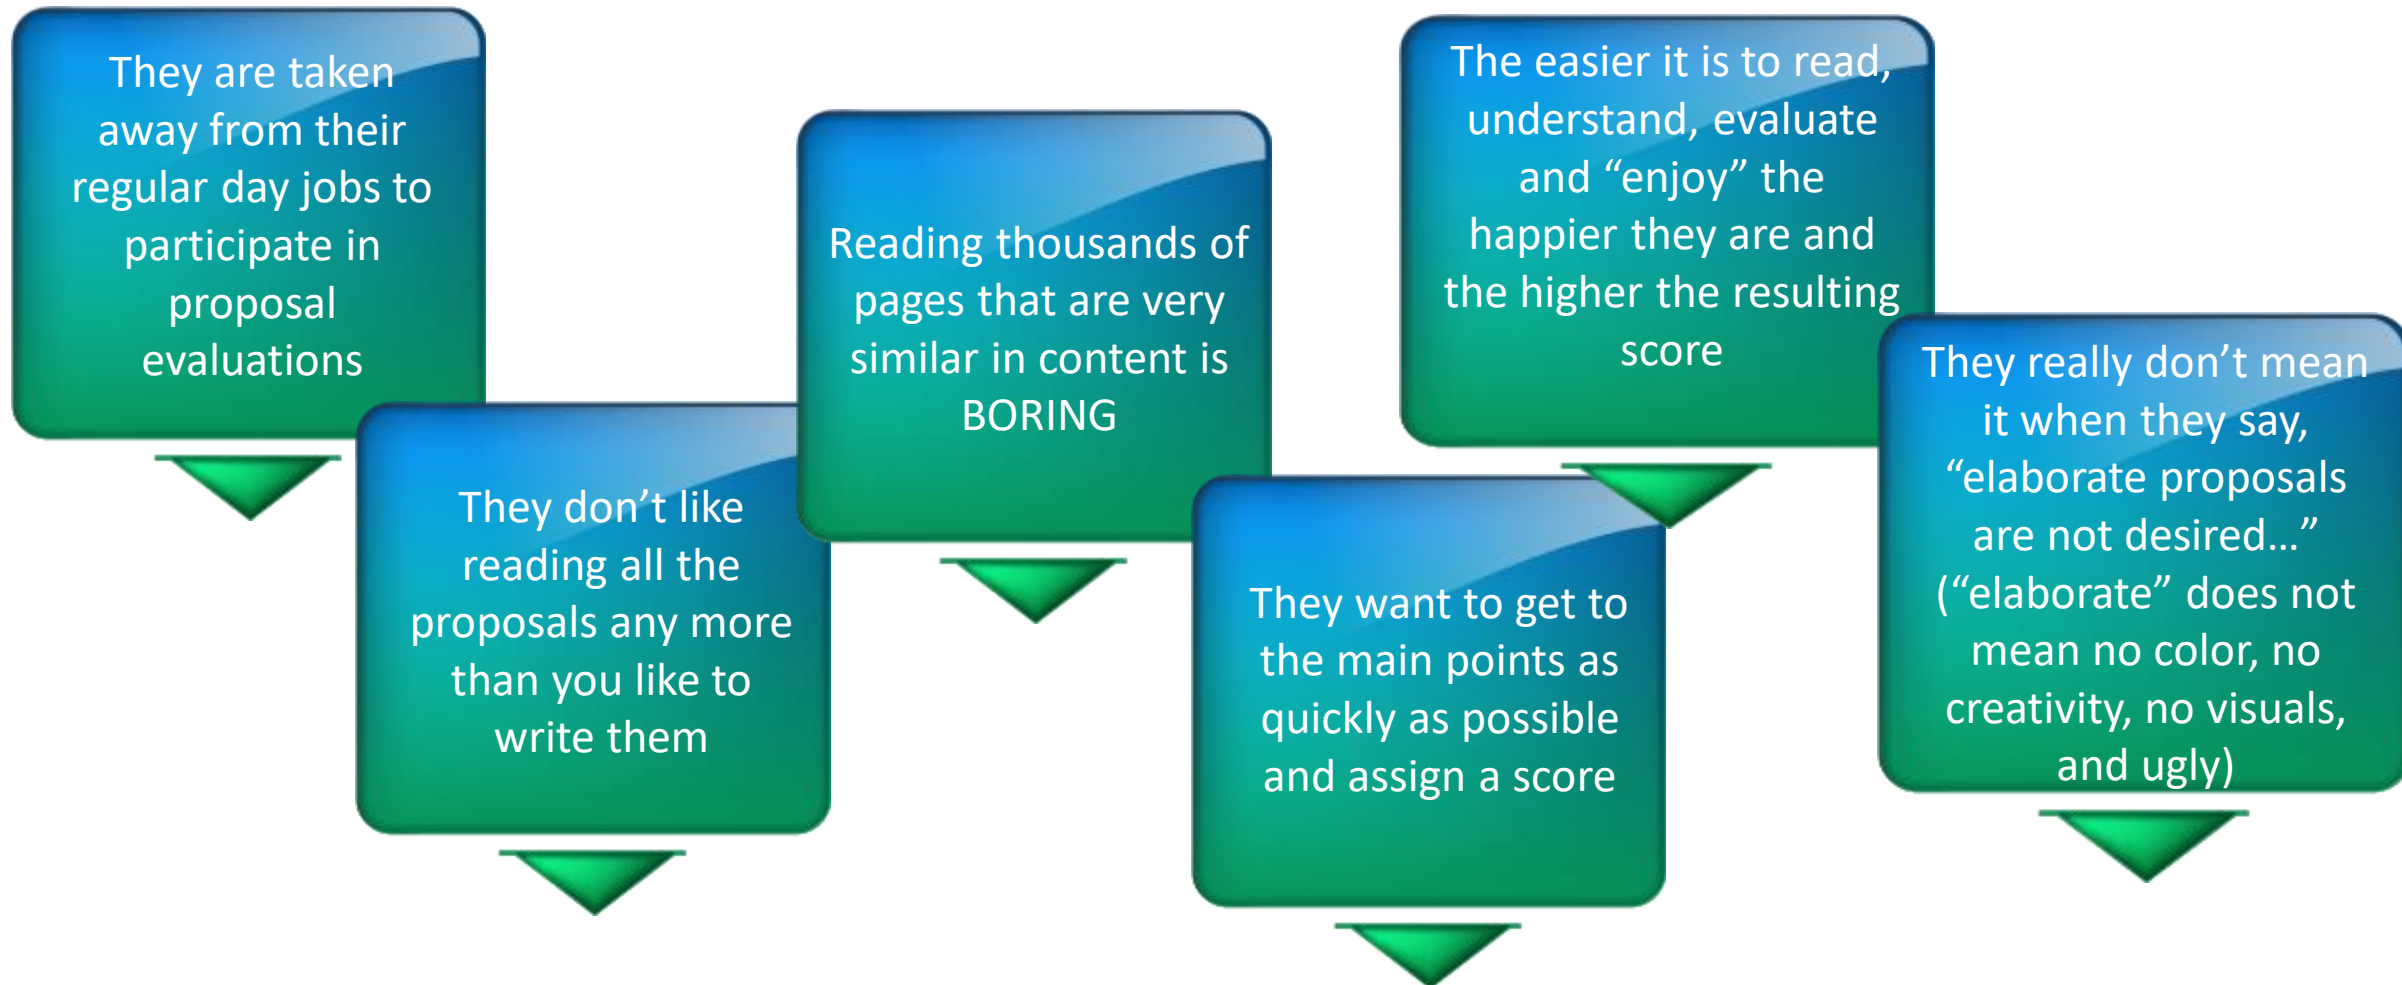 They are taken
away from their
regular day jobs to
participate in
proposal
evaluations
They don’t like
reading all the
proposals any more
than you like to
write them
Reading thousands of
pages that are very
similar in content is
BORING
They want to get to
the main points as
quickly as possible
and assign a score
The easier it is to read,
understand, evaluate
and “enjoy” the
happier they are and
the higher the resulting
score
They really don’t mean
it when they say,
“elaborate proposals
are not desired…”
(“elaborate” does not
mean no color, no
creativity, no visuals,
and ugly)